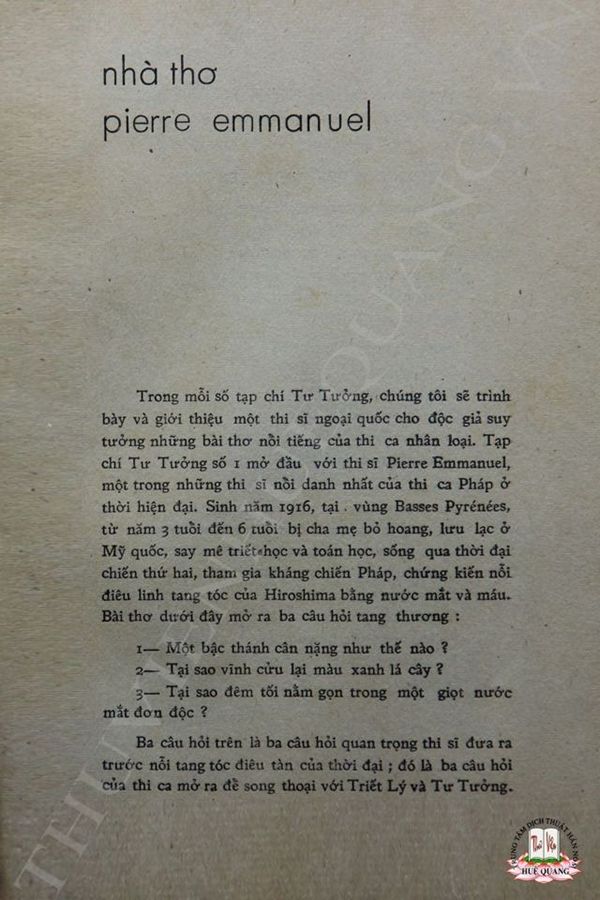 nhà thơ
pierre emmanuel
Trong mỗi số tạp chí Tư Tưởng, chúng tôi sẽ trình
bày và giới thiệu một thi sĩ ngoại quốc cho độc giả suy
tưởng những bài thơ nổi tiếng của thi ca nhân loại. Tạp
chí Tư Tưởng số 1 mở đầu với thi sĩ Pierre Emmanuel,
một trong những thi sĩ nổi danh nhất của thi ca Pháp ở
thời hiện đại. Sinh năm 1916, tại vùng Basses Pyrénées,
từ năm 3 tuổi đến 6 tuổi bị cha mẹ bỏ hoang, lưu lạc ở
Mỹ quốc, say mê triết học và toán học, sống qua thời đại
chiến thứ hai, tham gia kháng chiến Pháp, chứng kiến nỗi
điêu linh tang tóc của Hiroshima bằng nước mắt và máu.
Bài thơ dưới đây mở ra ba câu hỏi tang thương :
1— Một bậc thánh cân nặng như thế nào ?
2— Tại sao vĩnh cửu lại màu xanh lá cây ?
3— Tại sao đêm tối nằm gọn trong một giọt nước
mắt đơn độc ?
Ba câu hỏi trên là ba câu hỏi quan trọng thi sĩ đưa ra
trước nỗi tang tóc điêu tàn của thời đại ; đó là ba câu hỏi
của thi ca mở ra để song thoại với Triết Lý và Tư Tưởng.
TRUNG TÂM DỊCH THUẬT HÁN NÔM
HUỆ QUANG